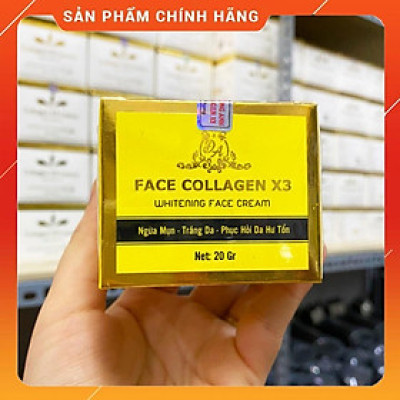 SẢN PHẨM CHÍNH HÃNG
DA
FACE COLLAGEN X3
WHITENING FACE CREAM
Ngừa Mụn - Trắng Da - Phục Hồi Da Hư Tổn
Net: 20 Gr